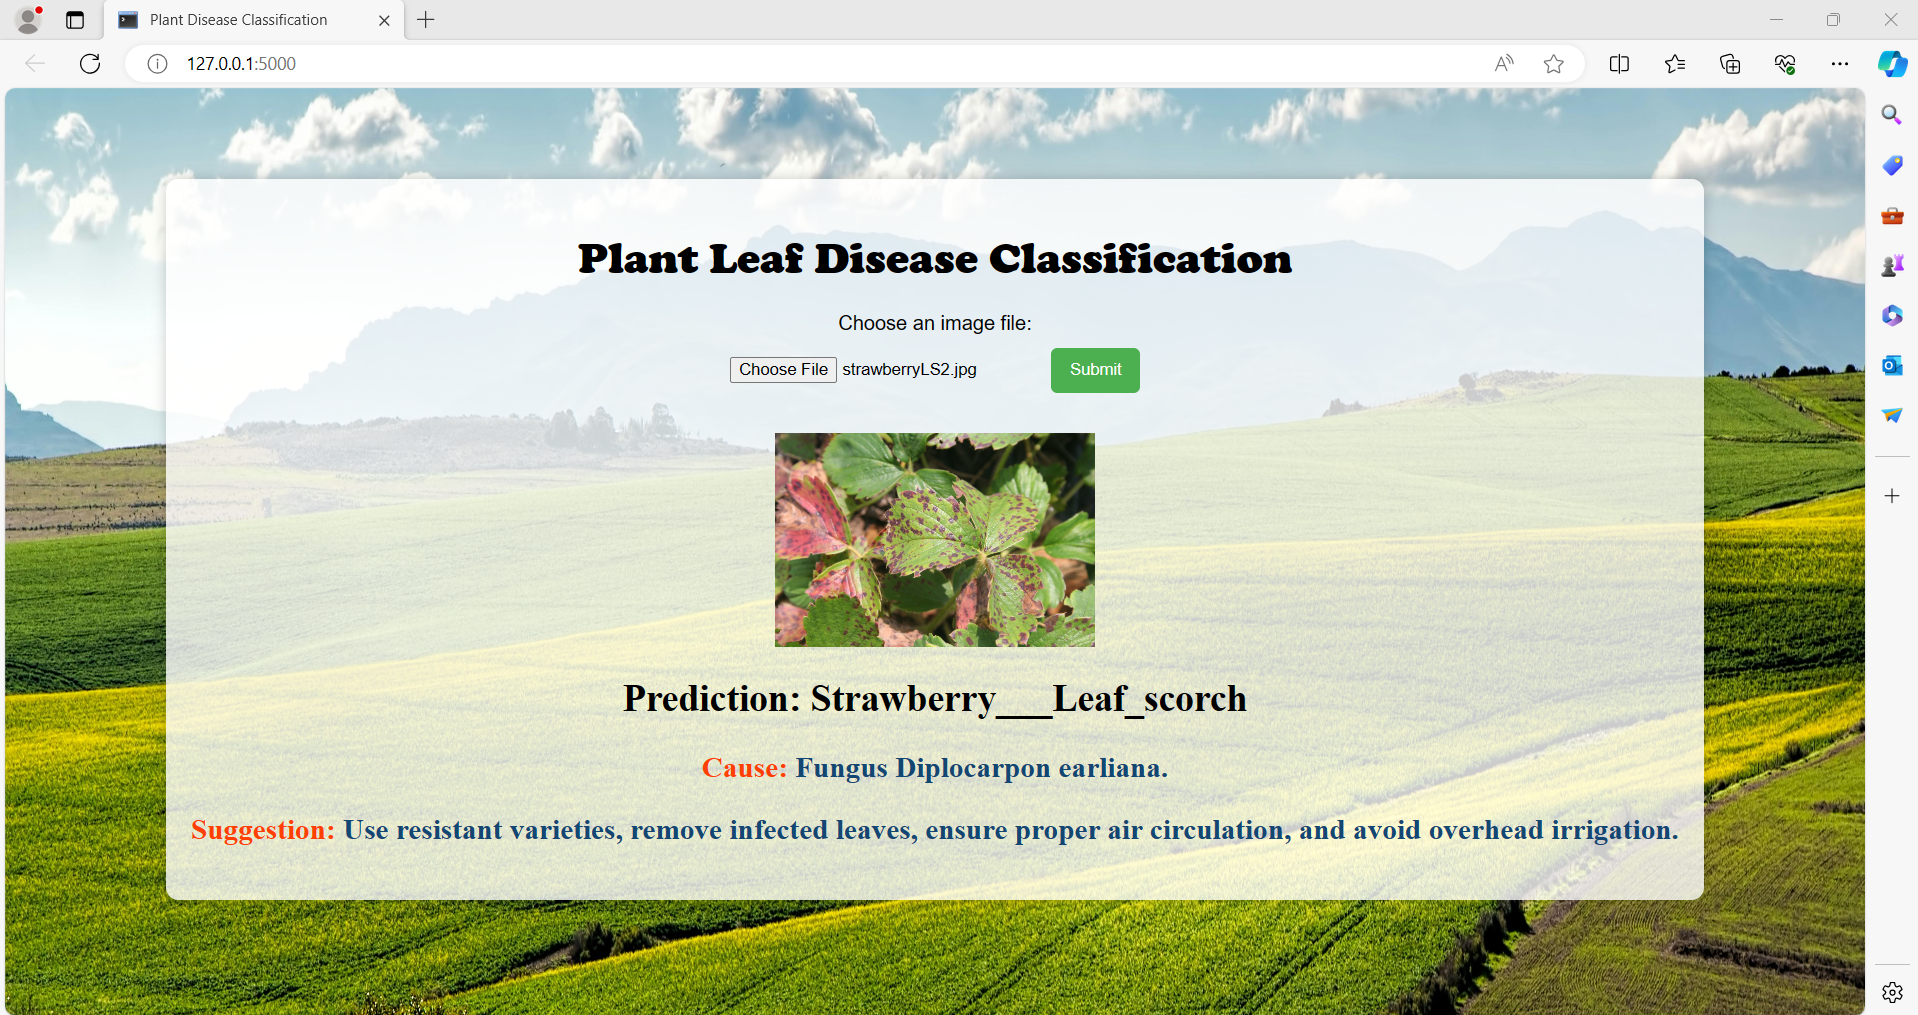 Plant Disease Classification
127.0.0.1:5000
Plant Leaf Disease Classification
Choose an image file:
Choose File strawberryLS2.jpg Submit
Prediction: Strawberry___Leaf_scorch
Cause: Fungus Diplocarpon earliana.
Suggestion: Use resistant varieties, remove infected leaves, ensure proper air circulation, and avoid overhead irrigation.